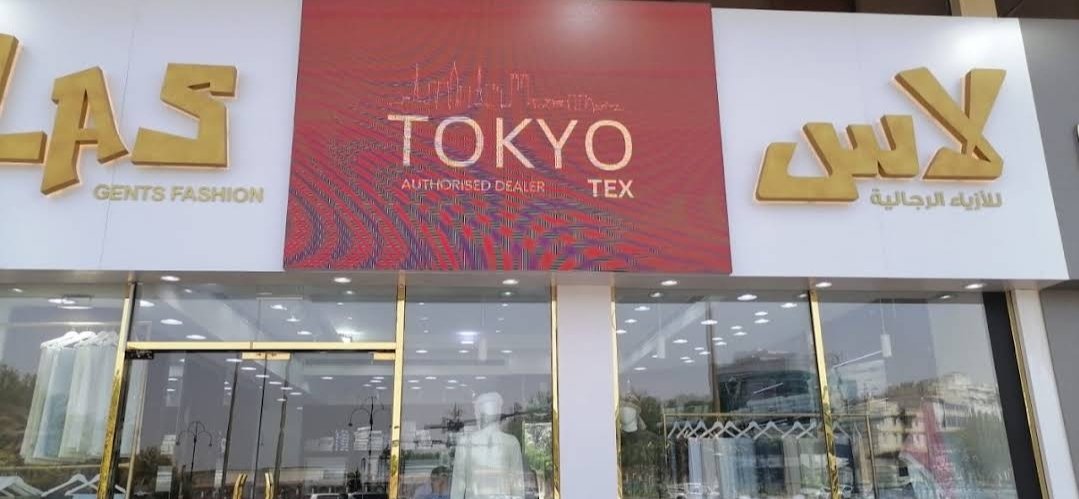 LAS
GENTS FASHION
TOKYO
AUTHORISED DEALER TEX
لاس
للأزياء الرجالية